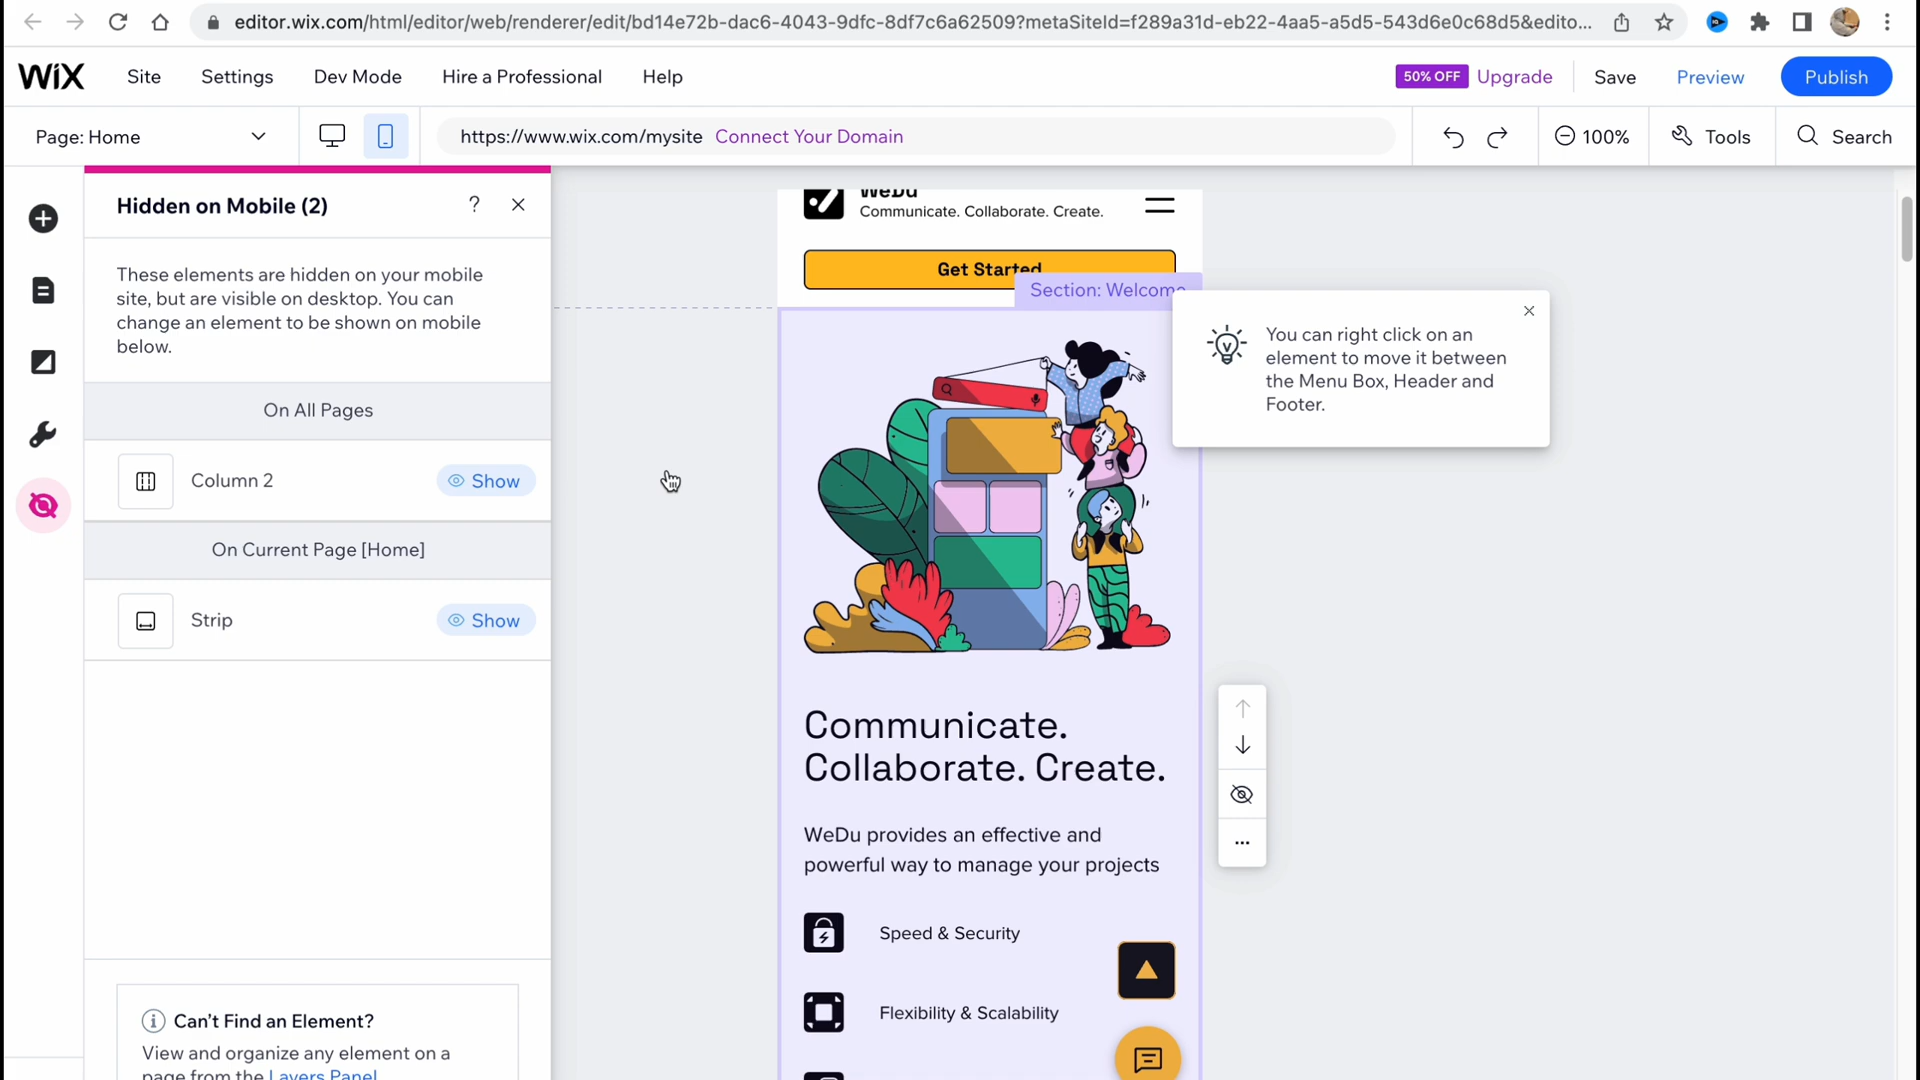 editor.wix.com/html/editor/web/renderer/edit/bd14e72b-dac6-4043-9dfc-8df7c6a62509?metaSiteId=f289a31d-eb22-4aa5-a5d5-543d6e0c68d5&edito...
WiX Site Settings Dev Mode Hire a Professional Help 50% OFF Upgrade Save Preview Publish
Page: Home https://www.wix.com/mysite Connect Your Domain 100% Tools Search
Hidden on Mobile (2) ?
These elements are hidden on your mobile
site, but are visible on desktop. You can
change an element to be shown on mobile
below.
On All Pages
Column 2 Show
On Current Page [Home]
Strip Show
Can't Find an Element?
View and organize any element on a
page from the Layers Panel
WeDu
Communicate. Collaborate. Create.
Get Started
Section: Welcome
You can right click on an
element to move it between
the Menu Box, Header and
Footer.
Communicate.
Collaborate. Create.
WeDu provides an effective and
powerful way to manage your projects
Speed & Security
Flexibility & Scalability